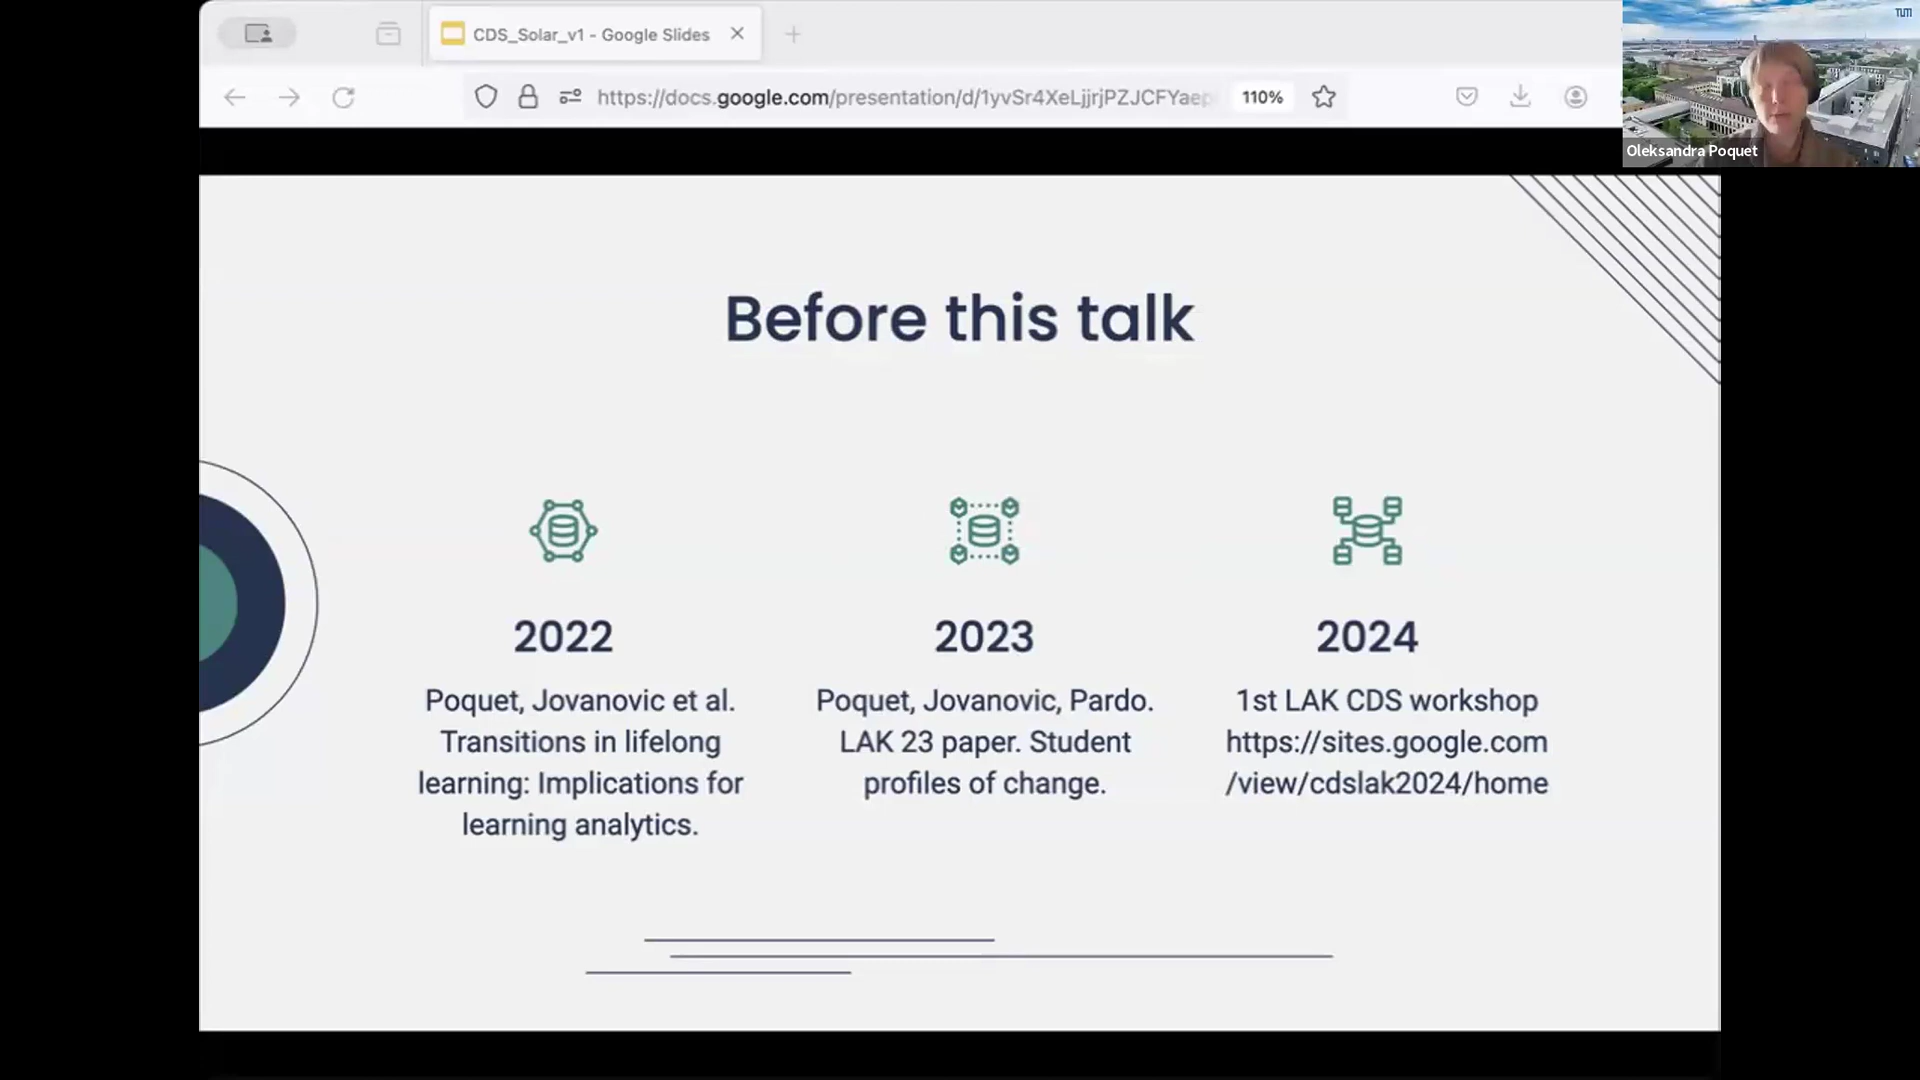 CDS_Solar_v1 - Google Slides
https://docs.google.com/presentation/d/1yvSr4XeLjjrjPZJCFYaep
110%
TUM
Oleksandra Poquet
Before this talk
2022
Poquet, Jovanovic et al.
Transitions in lifelong
learning: Implications for
learning analytics.
2023
Poquet, Jovanovic, Pardo.
LAK 23 paper. Student
profiles of change.
2024
1st LAK CDS workshop
https://sites.google.com
/view/cdslak2024/home